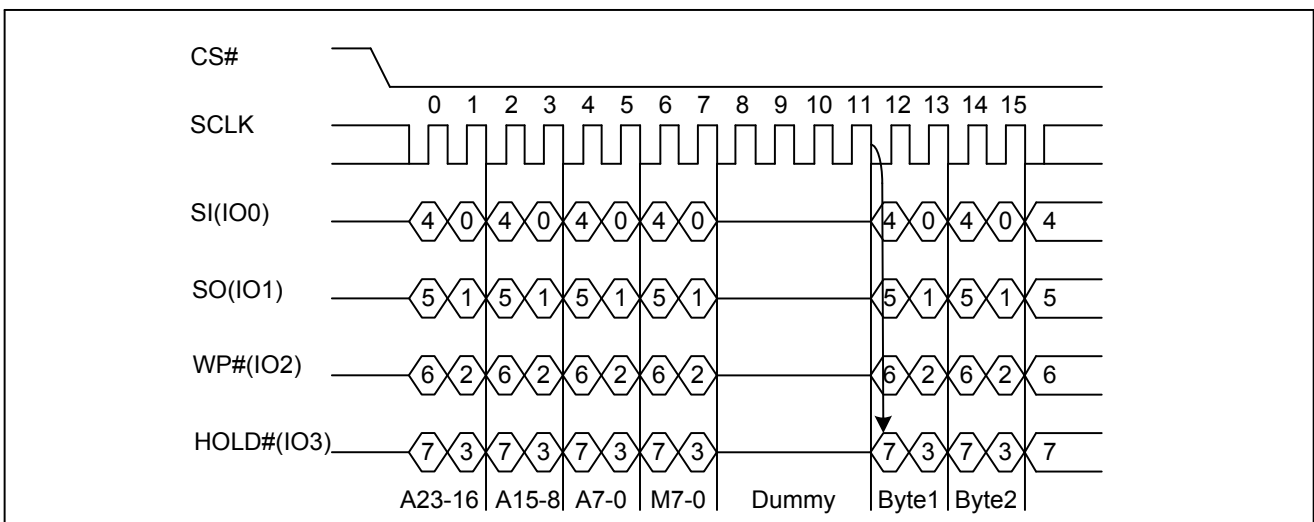 CS#
0 1 2 3 4 5 6 7 8 9 10 11 12 13 14 15
SCLK
SI(IO0) 4 0 4 0 4 0 4 0 4 0 4 0 4
SO(IO1) 5 1 5 1 5 1 5 1 5 1 5 1 5
WP#(IO2) 6 2 6 2 6 2 6 2 6 2 6 2 6
HOLD#(IO3) 7 3 7 3 7 3 7 3 7 3 7 3 7
A23-16 A15-8 A7-0 M7-0 Dummy Byte1 Byte2